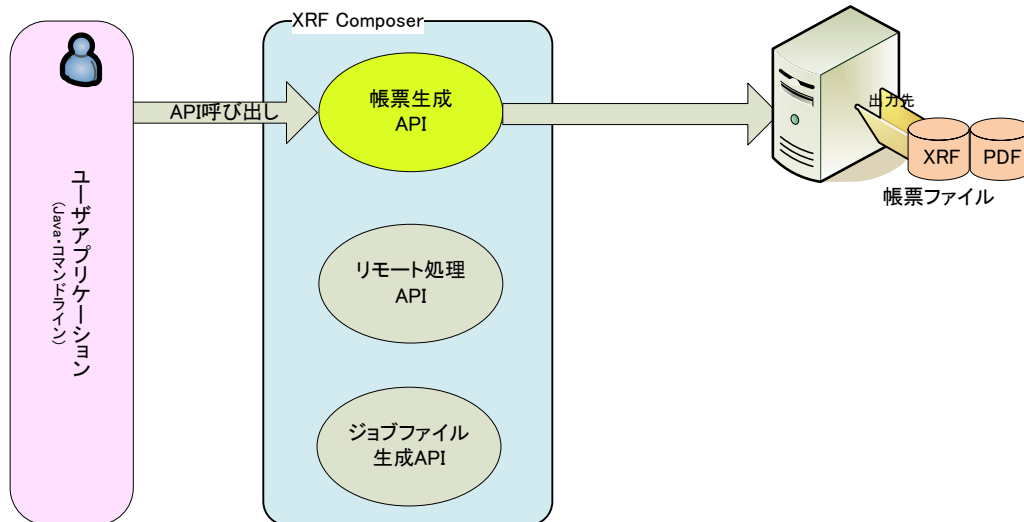 XRF Composer
ユーザアプリケーション
(Java・コマンドライン)
API呼び出し
帳票生成
API
リモート処理
API
ジョブファイル
生成API
出力先
XRF
PDF
帳票ファイル